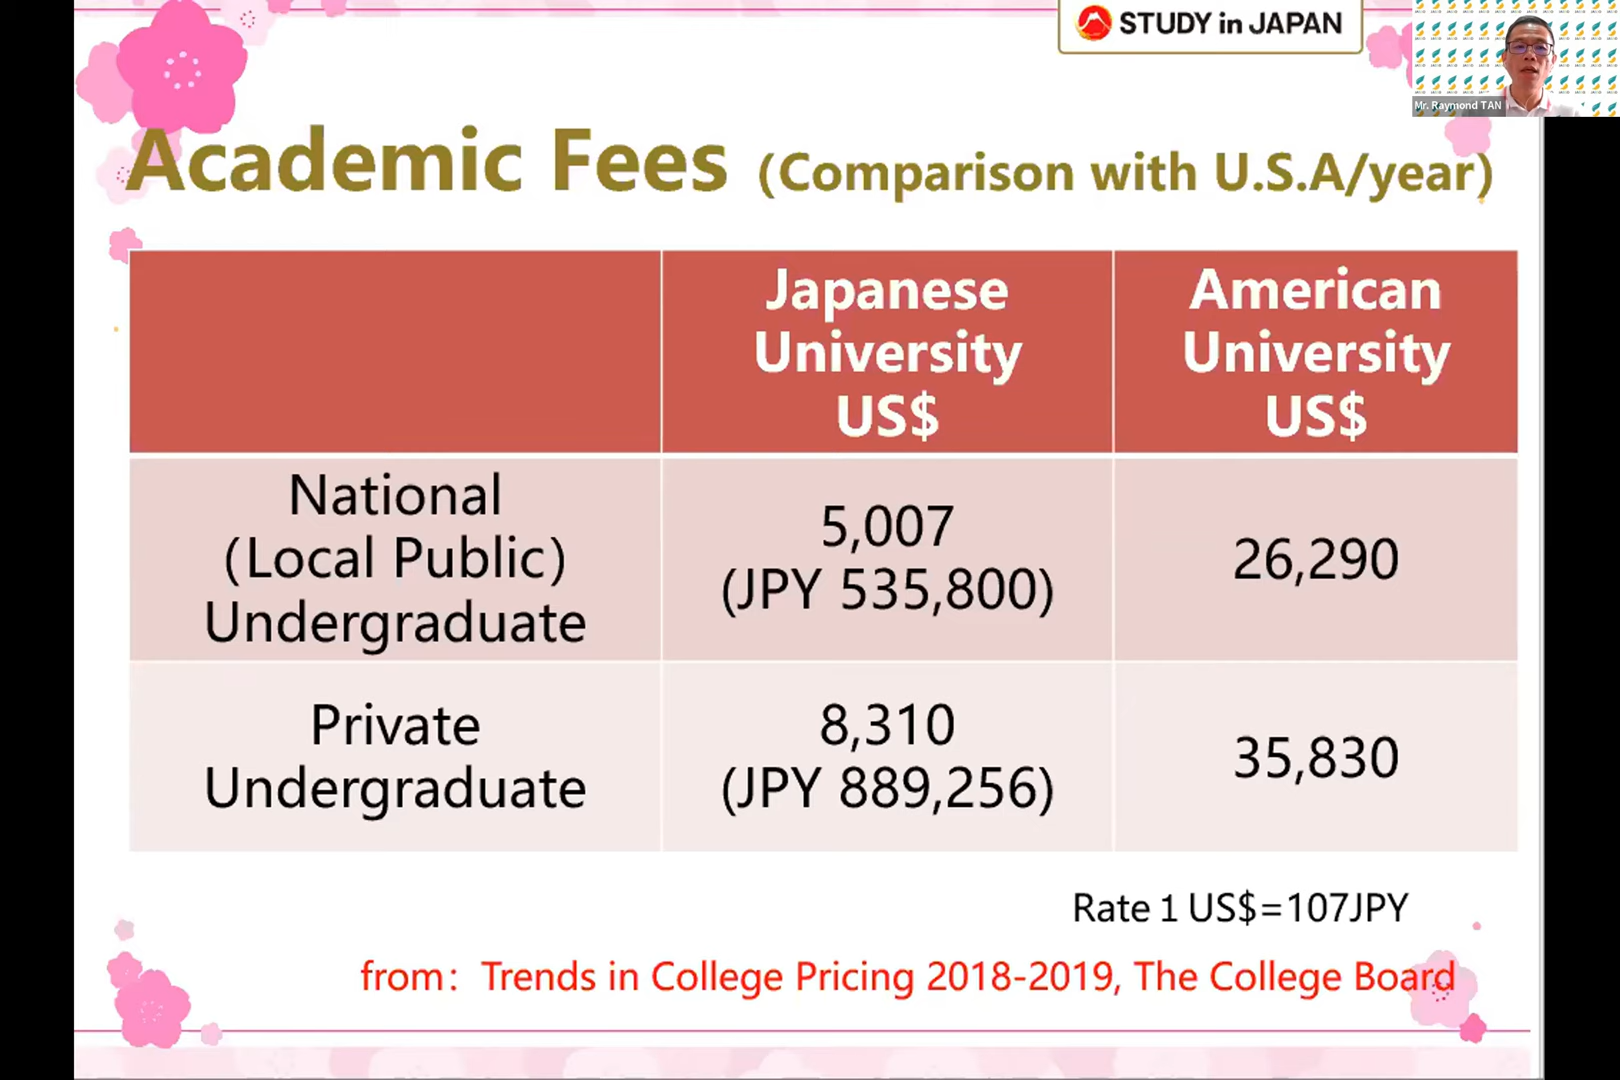 STUDY in JAPAN
Mr. Raymond TAN
Academic Fees (Comparison with U.S.A/year)
Japanese
University
US$
American
University
US$
National
(Local Public)
Undergraduate
5,007
(JPY 535,800)
26,290
Private
Undergraduate
8,310
(JPY 889,256)
35,830
Rate 1 US$=107JPY
from: Trends in College Pricing 2018-2019, The College Board